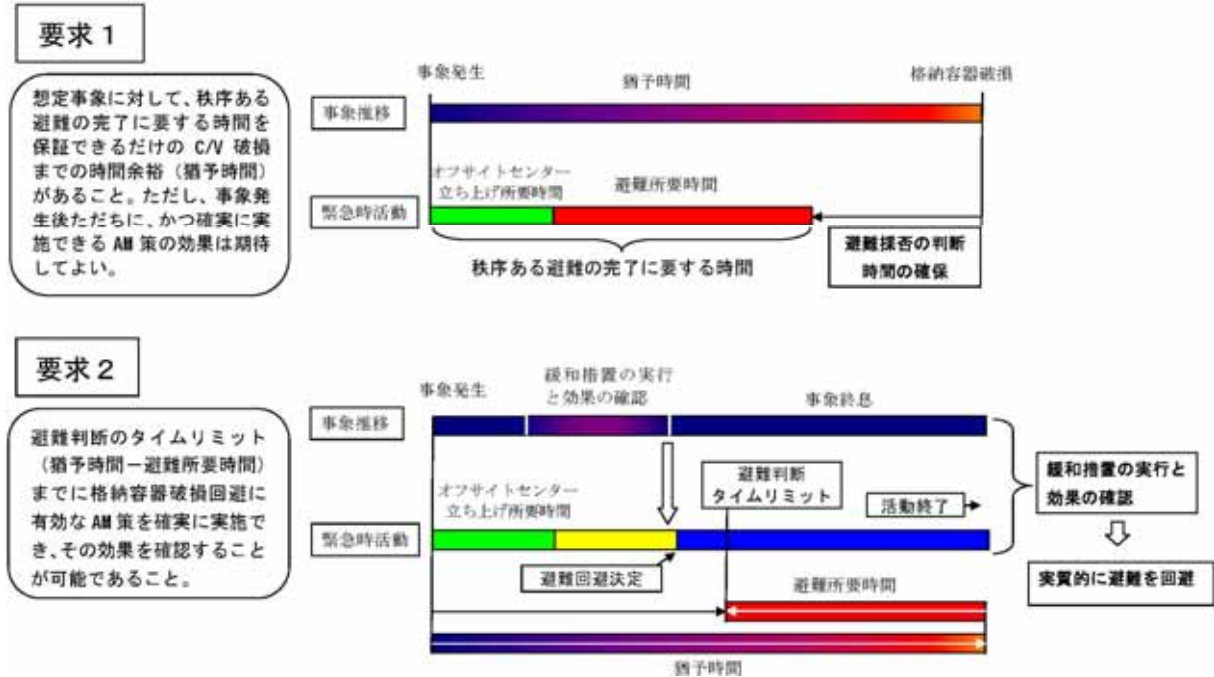 要求1
想定事象に対して、秩序ある
避難の完了に要する時間を
保証できるだけの C/V 破損
までの時間余裕（猶予時間）
があること。ただし、事象発
生後ただちに、かつ確実に実
施できる AM 策の効果は期待
してよい。
事象発生
猶予時間
格納容器破損
事象推移
オフサイトセンター
立ち上げ所要時間
避難所要時間
緊急時活動
秩序ある避難の完了に要する時間
避難採否の判断
時間の確保
要求2
避難判断のタイムリミット
（猶予時間－避難所要時間）
までに格納容器破損回避に
有効な AM 策を確実に実施で
き、その効果を確認すること
が可能であること。
事象発生
緩和措置の実行
と効果の確認
事象終息
事象推移
オフサイトセンター
立ち上げ所要時間
避難判断
タイムリミット
活動終了
緊急時活動
避難回避決定
避難所要時間
猶予時間
緩和措置の実行と
効果の確認
実質的に避難を回避